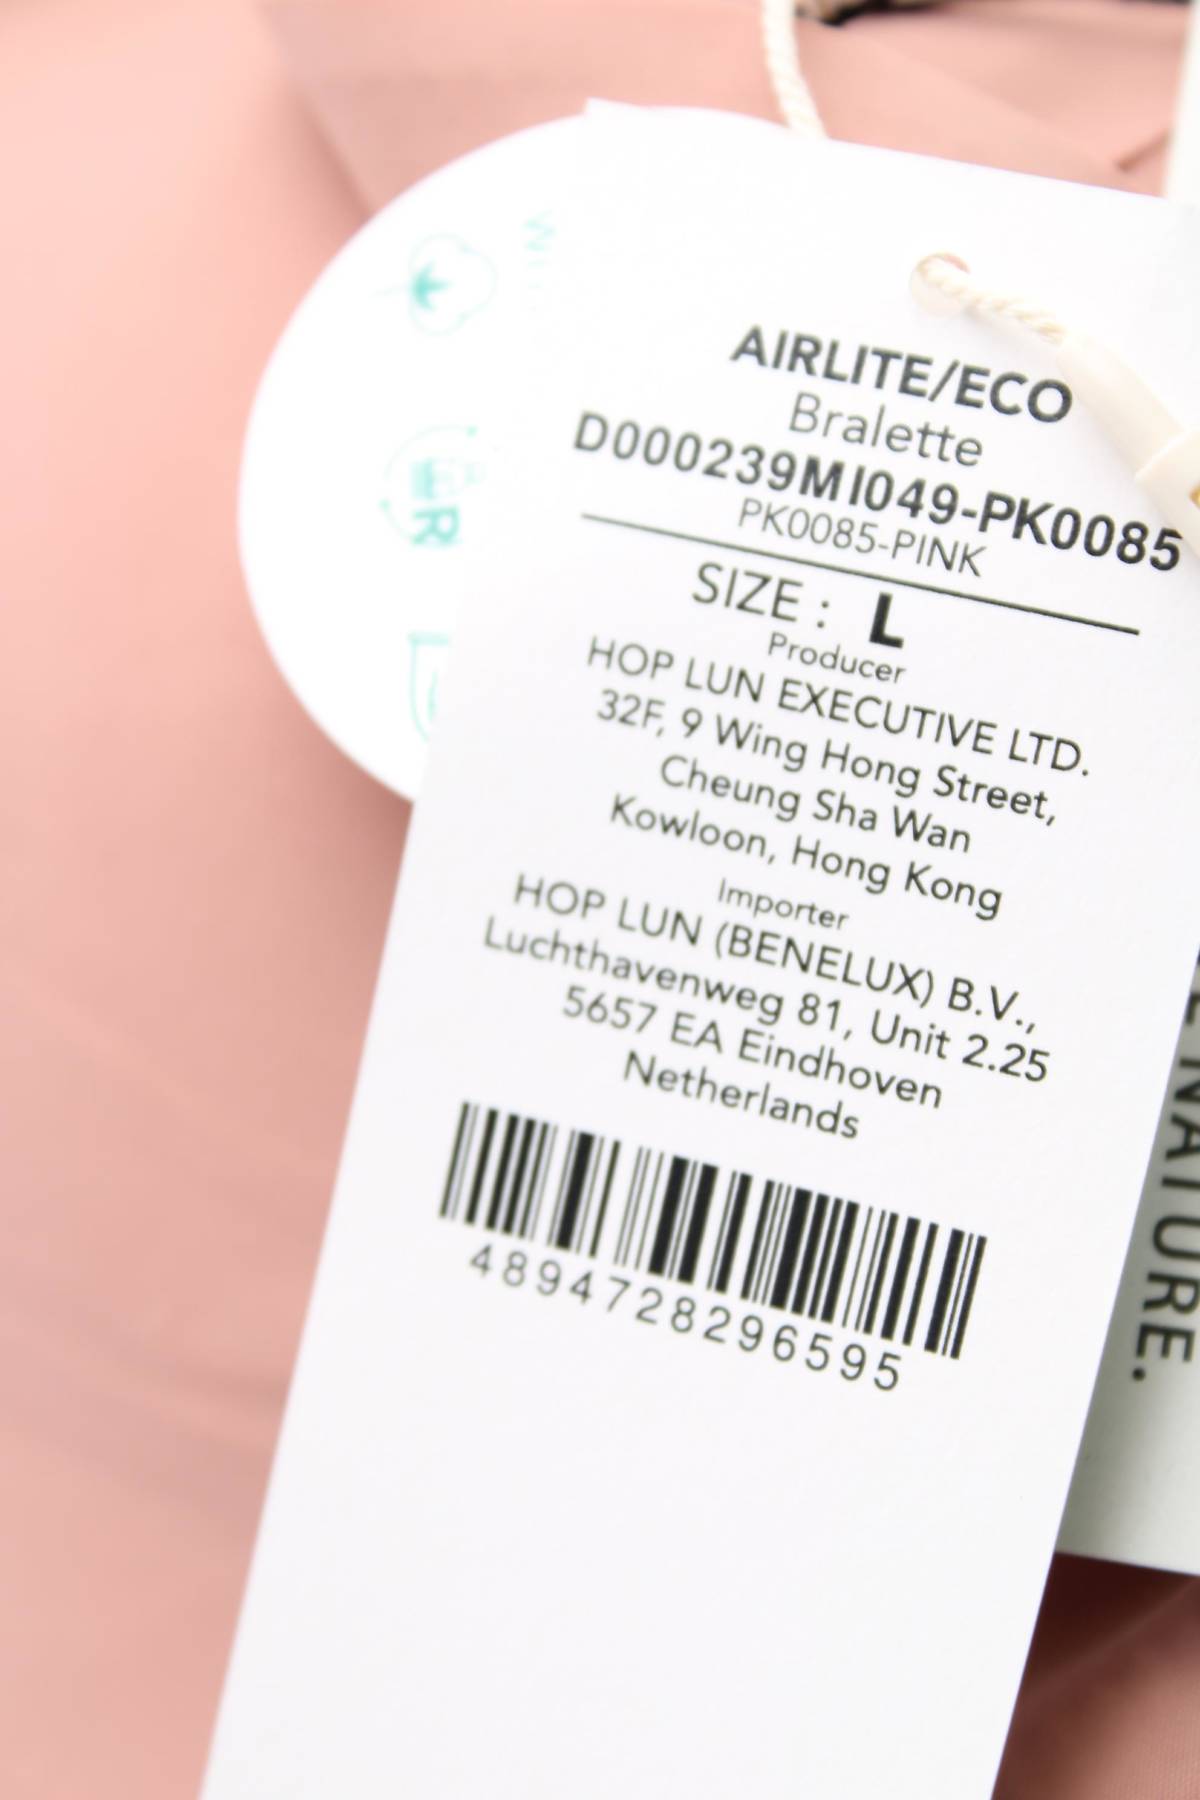 AIRLITE/ECO
Bralette
D000239MI049-PK0085
PK0085-PINK
SIZE : L
Producer
HOP LUN EXECUTIVE LTD.
32F, 9 Wing Hong Street,
Cheung Sha Wan
Kowloon, Hong Kong
Importer
HOP LUN (BENELUX) B.V.,
Luchthavenweg 81, Unit 2.25
5657 EA Eindhoven
Netherlands
4894728296595
NATURE.